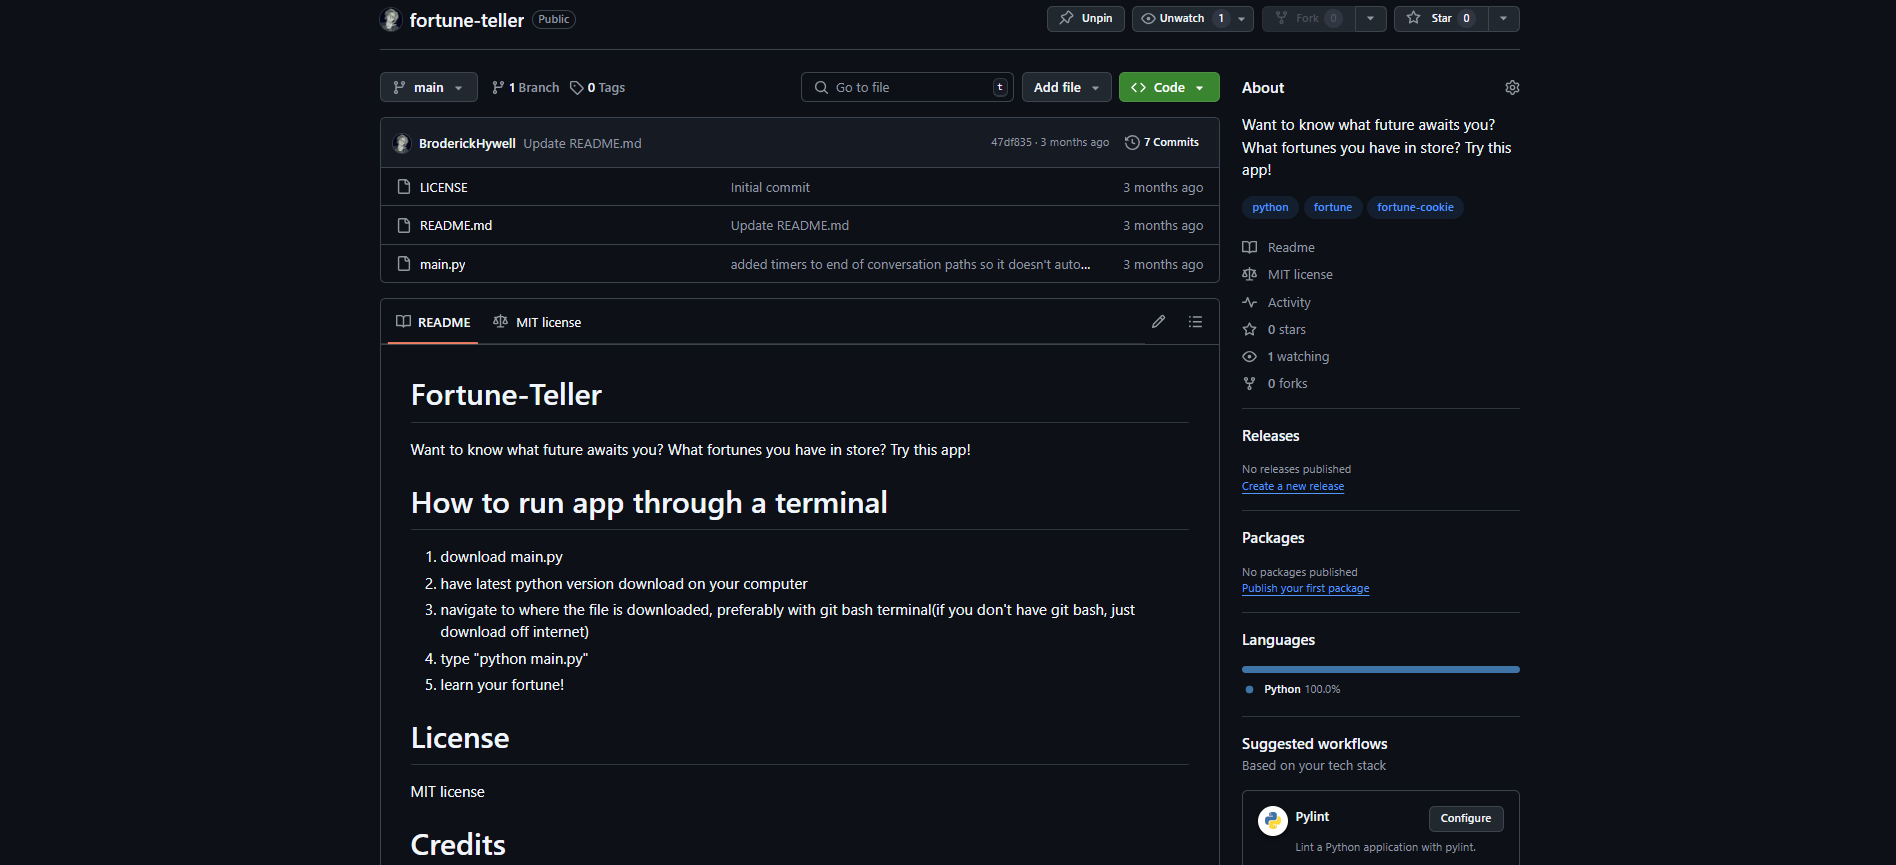 fortune-teller Public
Unpin Unwatch 1 Fork 0 Star 0
main 1 Branch 0 Tags Go to file t Add file Code
BroderickHywell Update README.md 47df835 · 3 months ago 7 Commits
LICENSE Initial commit 3 months ago
README.md Update README.md 3 months ago
main.py added timers to end of conversation paths so it doesn't auto... 3 months ago
README MIT license
Fortune-Teller
Want to know what future awaits you? What fortunes you have in store? Try this app!
How to run app through a terminal
1. download main.py
2. have latest python version download on your computer
3. navigate to where the file is downloaded, preferably with git bash terminal(if you don't have git bash, just
download off internet)
4. type "python main.py"
5. learn your fortune!
License
MIT license
Credits
About
Want to know what future awaits you?
What fortunes you have in store? Try this
app!
python fortune fortune-cookie
Readme
MIT license
Activity
0 stars
1 watching
0 forks
Releases
No releases published
Create a new release
Packages
No packages published
Publish your first package
Languages
Python 100.0%
Suggested workflows
Based on your tech stack
Pylint Configure
Lint a Python application with pylint.